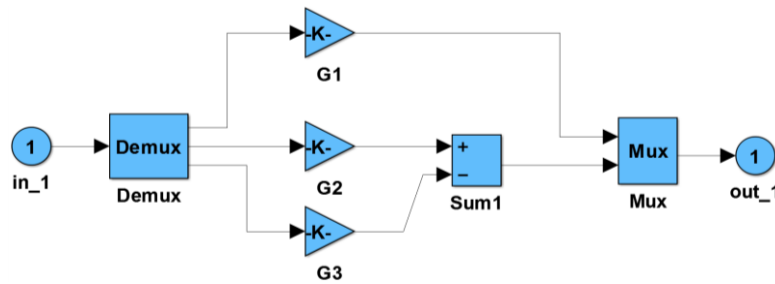 -K-
G1
1
in_1
Demux
Demux
-K-
G2
+
−
Sum1
-K-
G3
Mux
Mux
1
out_1